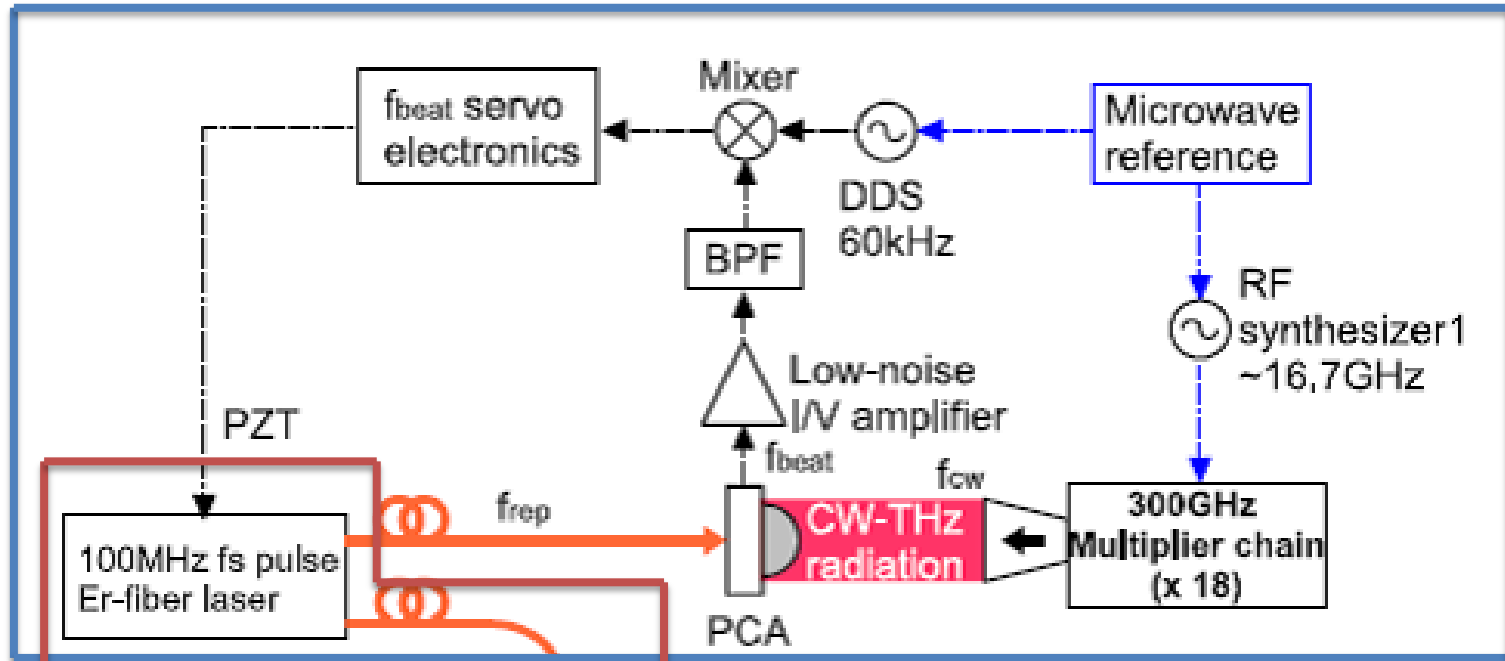 Mixer
fbeat servo
electronics
Microwave
reference
DDS
60kHz
BPF
RF
synthesizer1
~16,7GHz
Low-noise
I/V amplifier
PZT
fbeat
fcw
frep
CW-THz
radiation
300GHz
Multiplier chain
(x 18)
100MHz fs pulse
Er-fiber laser
PCA